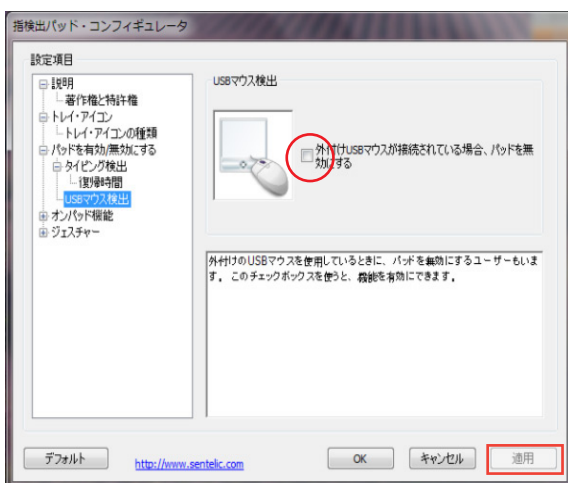 指検出パッド・コンフィギュレータ
設定項目
説明
著作権と特許権
トレイ・アイコン
トレイ・アイコンの種類
パッドを有効/無効にする
タイピング検出
復帰時間
USBマウス検出
オンパッド機能
ジェスチャー
USBマウス検出
外付けUSBマウスが接続されている場合、パッドを無
効にする
外付けのUSBマウスを使用しているときに、パッドを無効にするユーザーもいま
す。このチェックボックスを使うと、機能を有効にできます。
デフォルト
http://www.sentelic.com
OK
キャンセル
適用